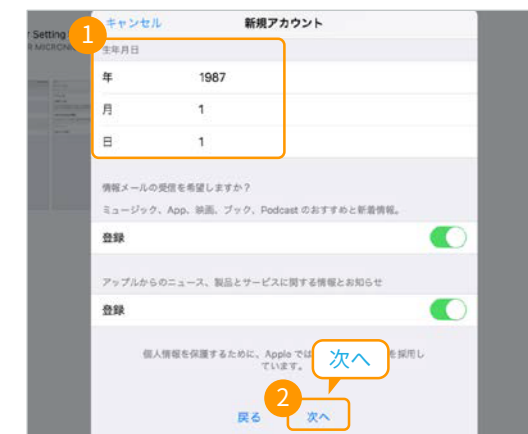 キャンセル
新規アカウント
1
生年月日
年 1987
月 1
日 1
情報メールの受信を希望しますか?
ミュージック、App、映画、ブック、Podcast のおすすめと新着情報。
登録
アップルからのニュース、製品とサービスに関する情報とお知らせ
登録
個人情報を保護するために、Apple では
を採用し
ています。
次へ
2
戻る
次へ
r Setting
R MICRONE